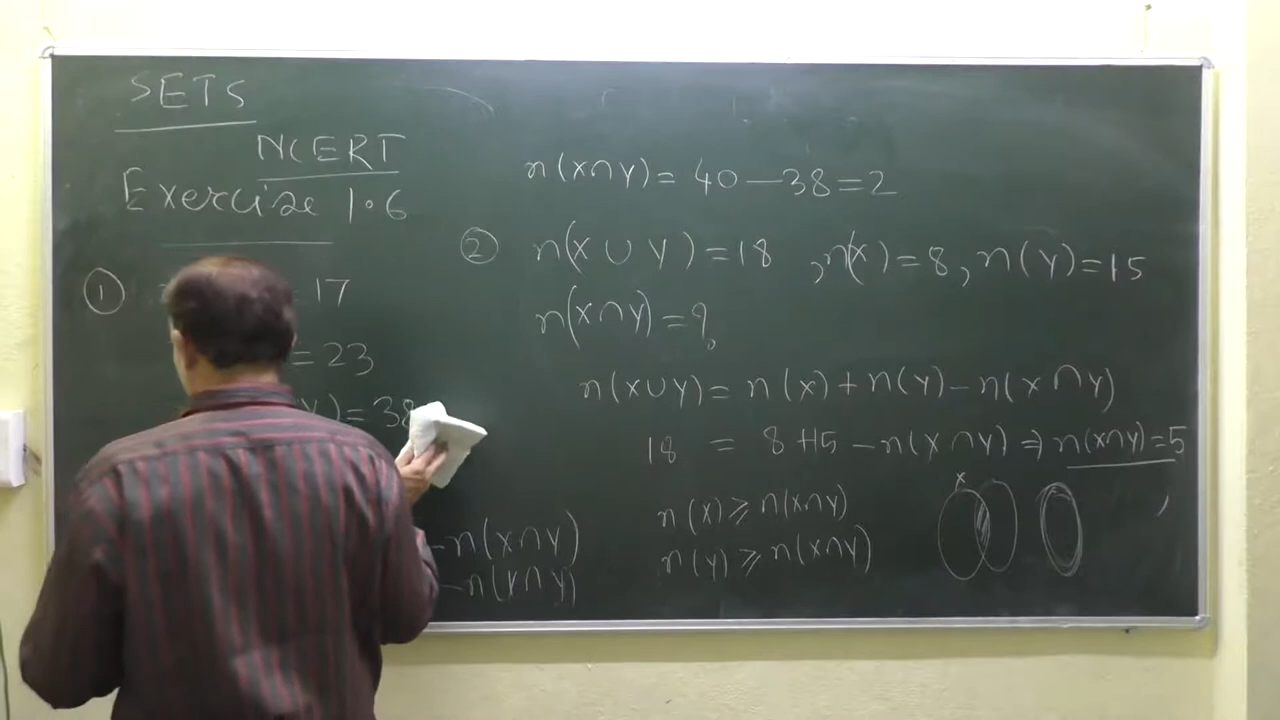 SETS
NCERT
Exercise 1.6
① 17
= 23
Y) = 38
- n(X∩Y)
- n(X∩Y)
n(X∩Y) = 40 — 38 = 2
② n(X ∪ Y) = 18 , n(X) = 8, n(Y) = 15
n(X∩Y) = ?
n(X∪Y) = n(X) + n(Y) - n(X∩Y)
18 = 8+15 - n(X∩Y) ⇒ n(X∩Y) = 5
n(X) ⩾ n(X∩Y)
n(Y) ⩾ n(X∩Y)
X